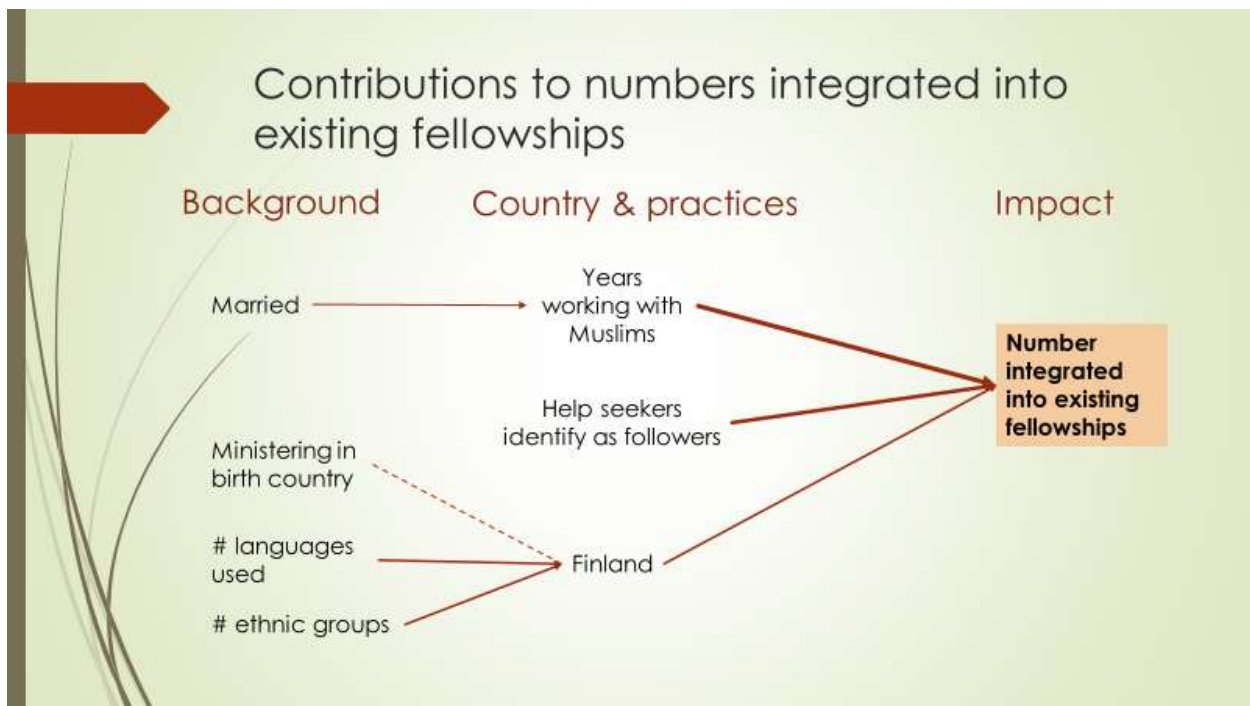 Contributions to numbers integrated into
existing fellowships
Background
Country & practices
Impact
Married
Years
working with
Muslims
Number
integrated
into existing
fellowships
Help seekers
identify as followers
Ministering in
birth country
# languages
used
Finland
# ethnic groups